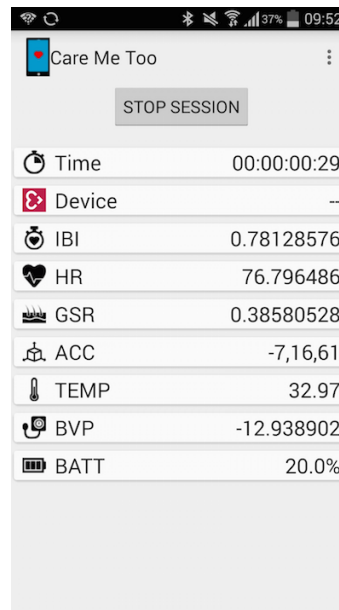 37% 09:52
Care Me Too
STOP SESSION
Time 00:00:00:29
Device --
IBI 0.78128576
HR 76.796486
GSR 0.38580528
ACC -7,16,61
TEMP 32.97
BVP -12.938902
BATT 20.0%